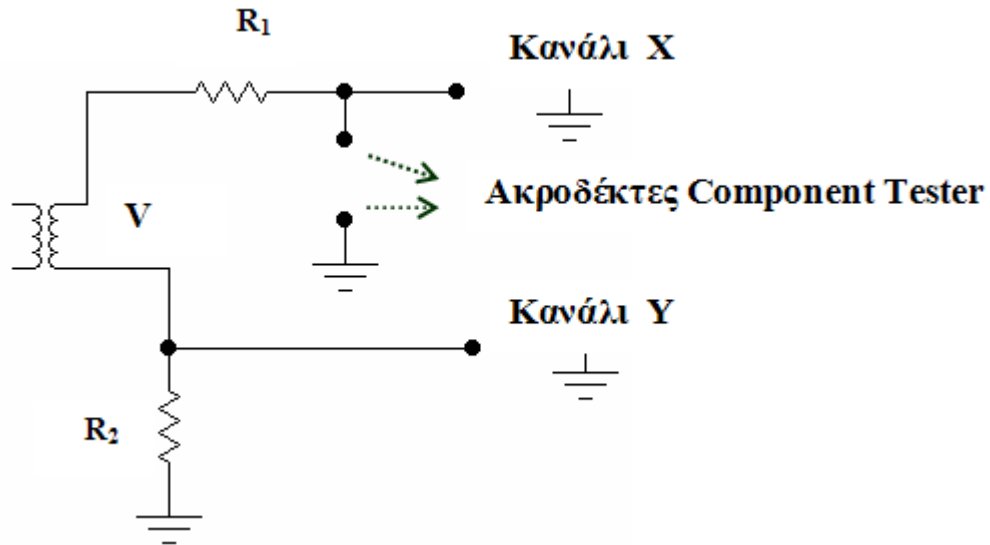 R₁
Κανάλι Χ
V
Ακροδέκτες Component Tester
Κανάλι Υ
R₂